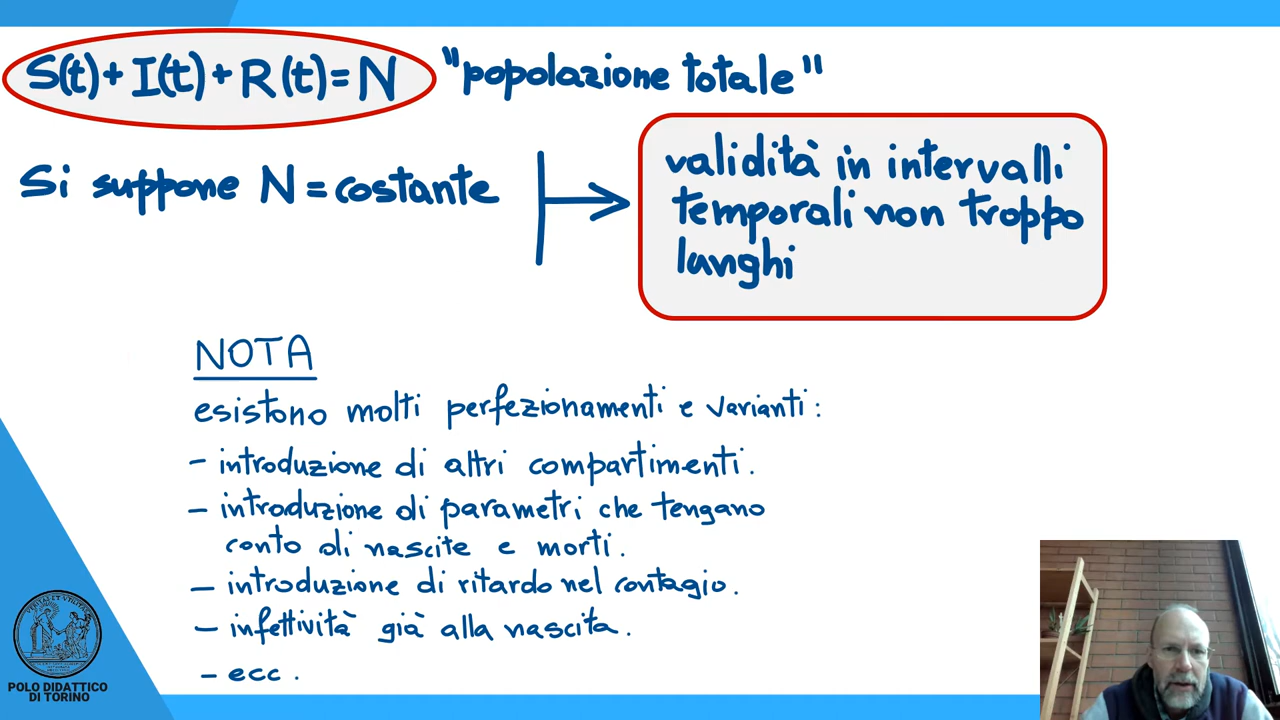 S(t)+I(t)+R(t)=N "popolazione totale"
Si suppone N=costante
validità in intervalli
temporali non troppo
lunghi
NOTA
esistono molti perfezionamenti e varianti:
- introduzione di altri compartimenti.
- introduzione di parametri che tengano
conto di nascite e morti.
- introduzione di ritardo nel contagio.
- infettività già alla nascita.
- ecc.
POLO DIDATTICO
DI TORINO